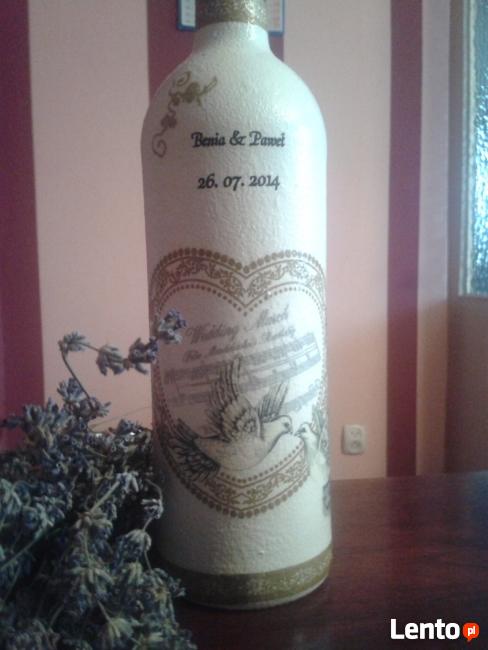 Benia & Paweł
26. 07. 2014
Wedding March
Lento.pl